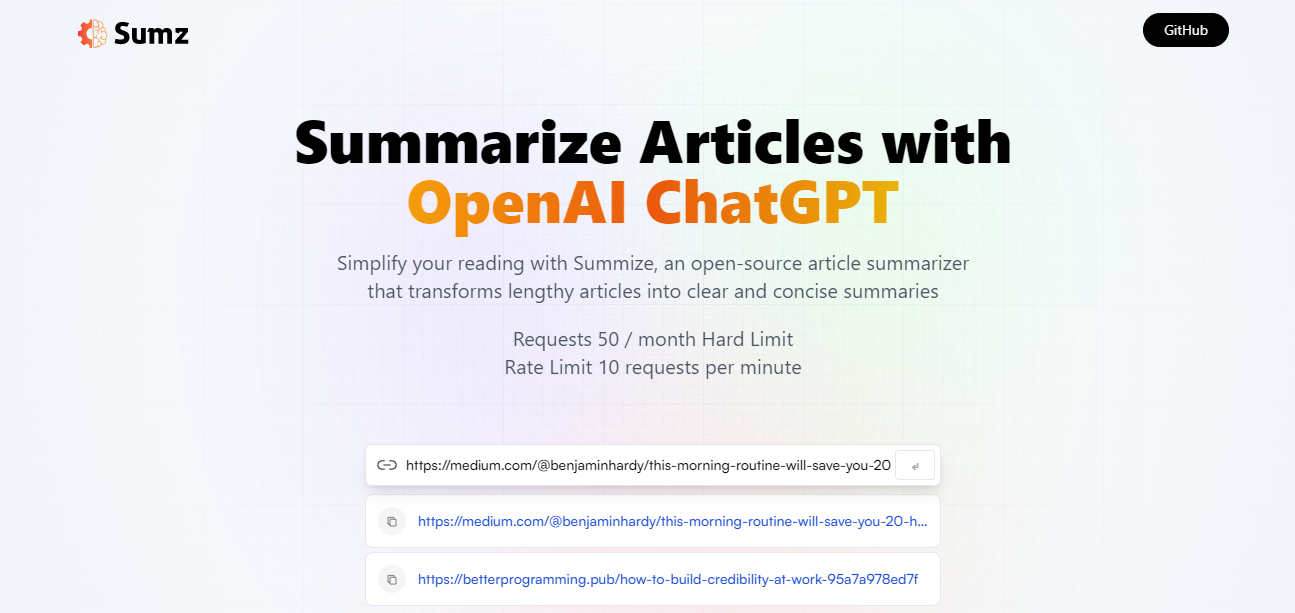 Sumz
GitHub
Summarize Articles with
OpenAI ChatGPT
Simplify your reading with Summize, an open-source article summarizer
that transforms lengthy articles into clear and concise summaries
Requests 50 / month Hard Limit
Rate Limit 10 requests per minute
https://medium.com/@benjaminhardy/this-morning-routine-will-save-you-20
https://medium.com/@benjaminhardy/this-morning-routine-will-save-you-20-h...
https://betterprogramming.pub/how-to-build-credibility-at-work-95a7a978ed7f